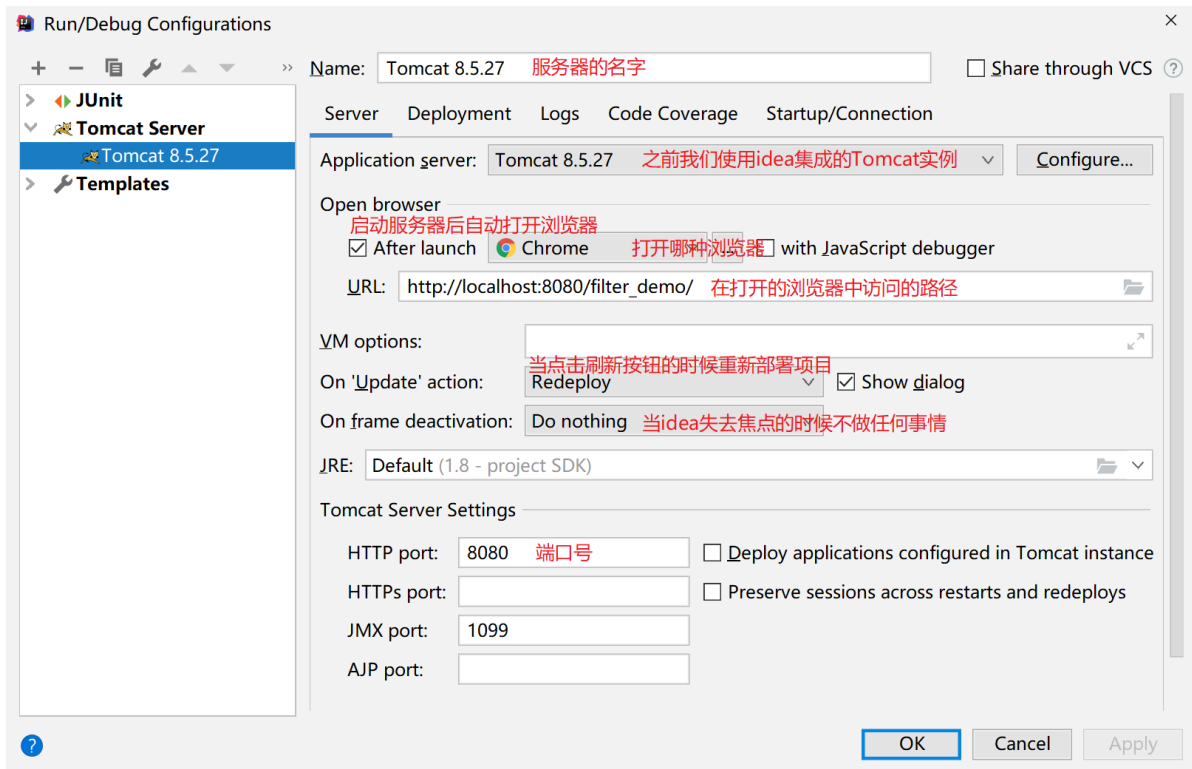 Run/Debug Configurations
Name: Tomcat 8.5.27 服务器的名字 Share through VCS ?
JUnit
Tomcat Server
Tomcat 8.5.27
Templates
Server Deployment Logs Code Coverage Startup/Connection
Application server: Tomcat 8.5.27 之前我们使用idea集成的Tomcat实例 Configure...
Open browser
启动服务器后自动打开浏览器
After launch Chrome 打开哪种浏览器 with JavaScript debugger
URL: http://localhost:8080/filter_demo/ 在打开的浏览器中访问的路径
VM options:
当点击刷新按钮的时候重新部署项目
On 'Update' action: Redeploy Show dialog
On frame deactivation: Do nothing 当idea失去焦点的时候不做任何事情
JRE: Default (1.8 - project SDK)
Tomcat Server Settings
HTTP port: 8080 端口号 Deploy applications configured in Tomcat instance
HTTPs port: Preserve sessions across restarts and redeploys
JMX port: 1099
AJP port:
? OK Cancel Apply